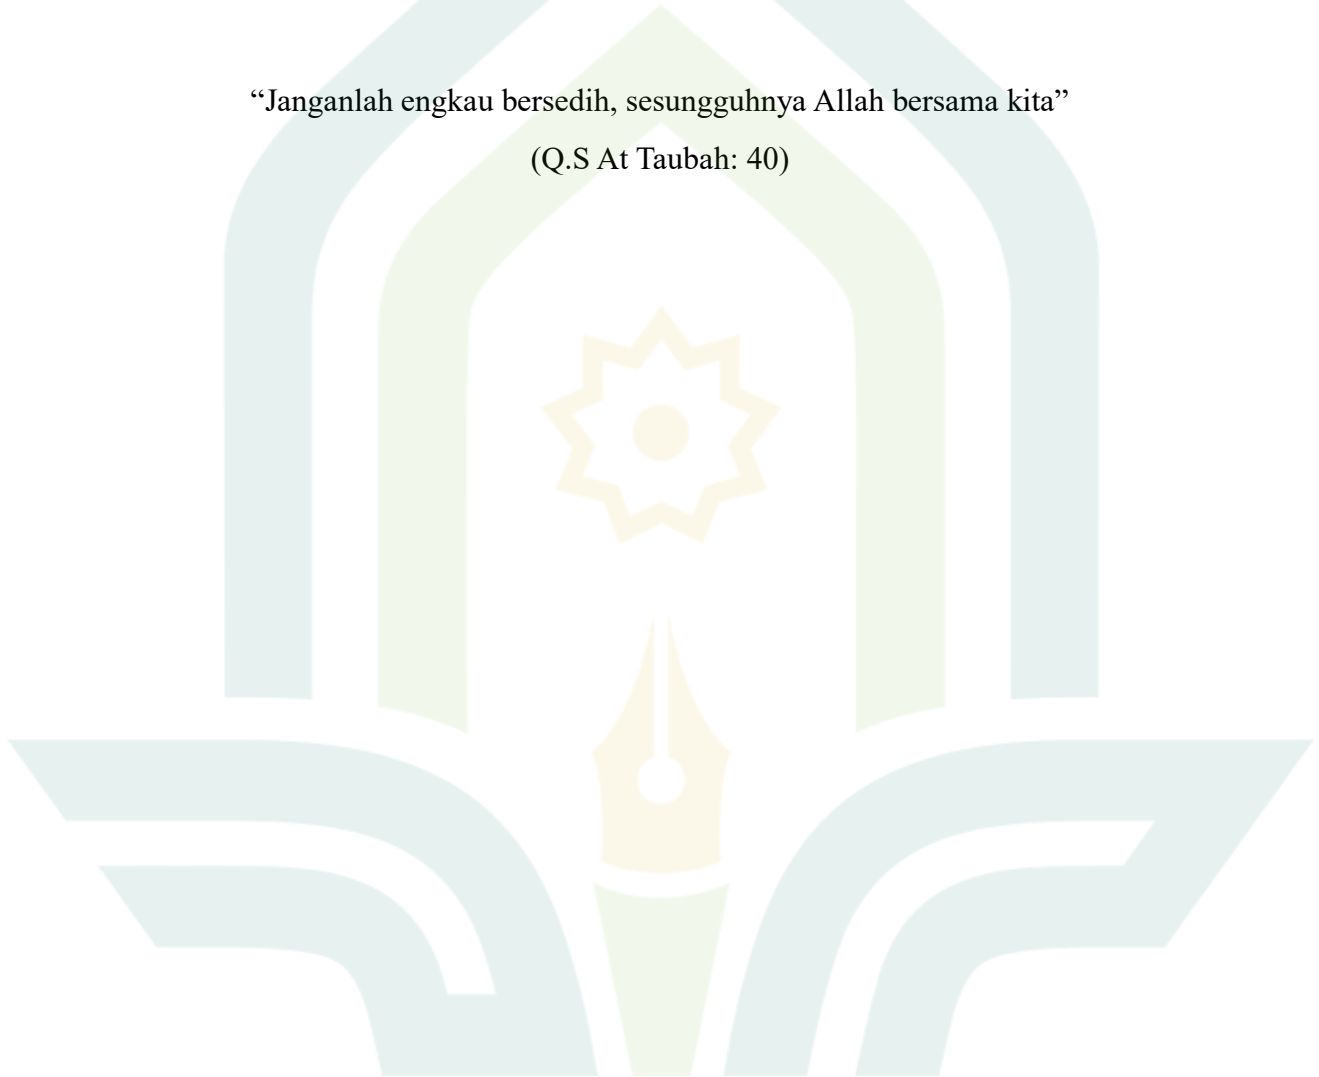 “Janganlah engkau bersedih, sesungguhnya Allah bersama kita”
(Q.S At Taubah: 40)